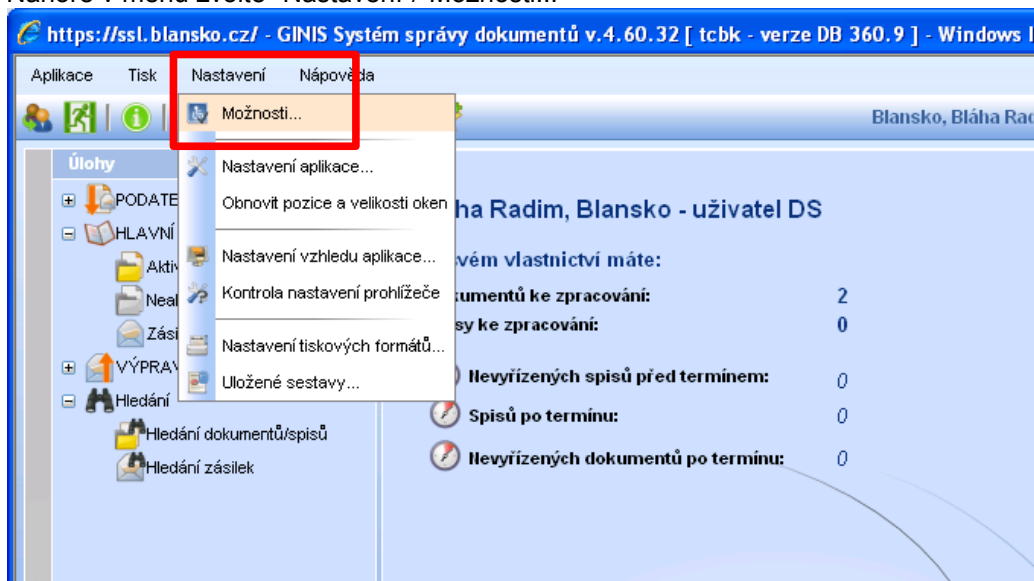 https://ssl.blansko.cz/ - GINIS Systém správy dokumentů v.4.60.32 [ tcbk - verze DB 360.9 ] - Windows
Aplikace Tisk Nastavení Nápověda
Možnosti...
Blansko, Bláha
Úlohy
Nastavení aplikace...
PODATE
Obnovit pozice a velikosti oken
ha Radim, Blansko - uživatel DS
HLAVNÍ
Nastavení vzhledu aplikace...
vém vlastnictví máte:
Aktiv
Kontrola nastavení prohlížeče
kumentů ke zpracování: 2
Neak
sy ke zpracování: 0
Zási
Nastavení tiskových formátů...
VÝPRAV
Uložené sestavy...
Nevyřízených spisů před termínem: 0
Hledání
Spisů po termínu: 0
Hledání dokumentů/spisů
Nevyřízených dokumentů po termínu: 0
Hledání zásilek